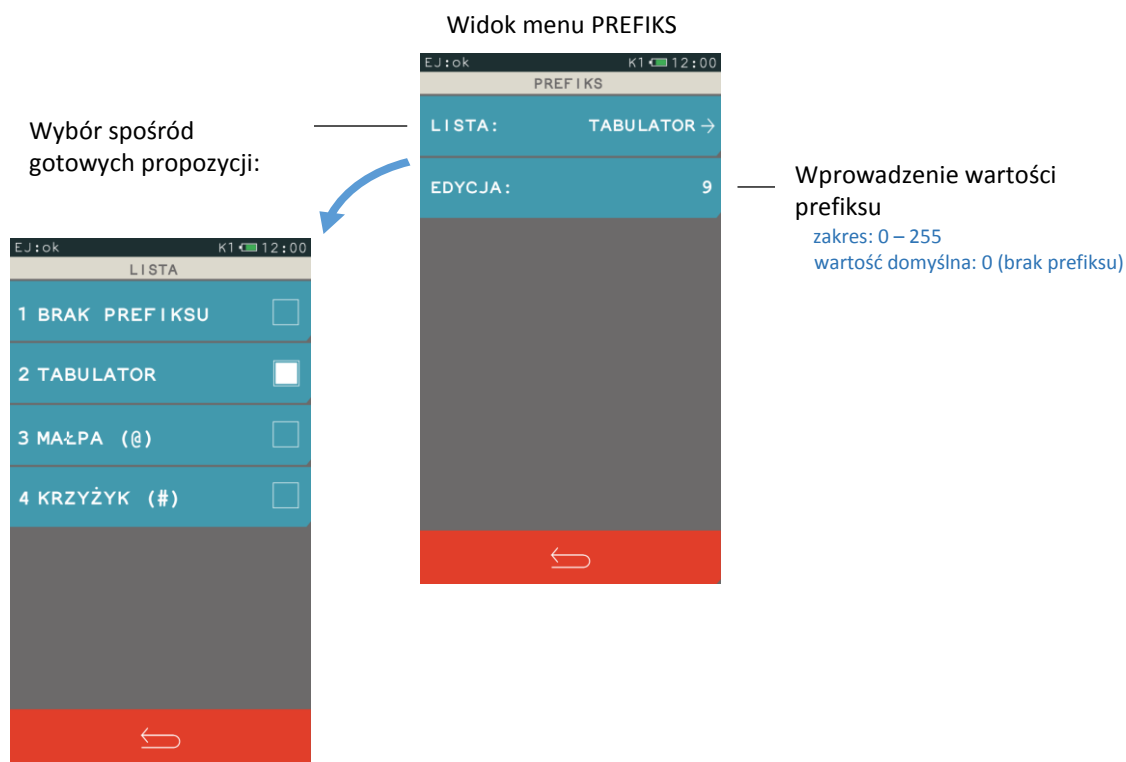 Widok menu PREFIKS
EJ:ok K1 12:00
PREFIKS
LISTA: TABULATOR →
EDYCJA: 9
Wybór spośród
gotowych propozycji:
Wprowadzenie wartości
prefiksu
zakres: 0 – 255
wartość domyślna: 0 (brak prefiksu)
EJ:ok K1 12:00
LISTA
1 BRAK PREFIKSU
2 TABULATOR
3 MAŁPA (@)
4 KRZYŻYK (#)